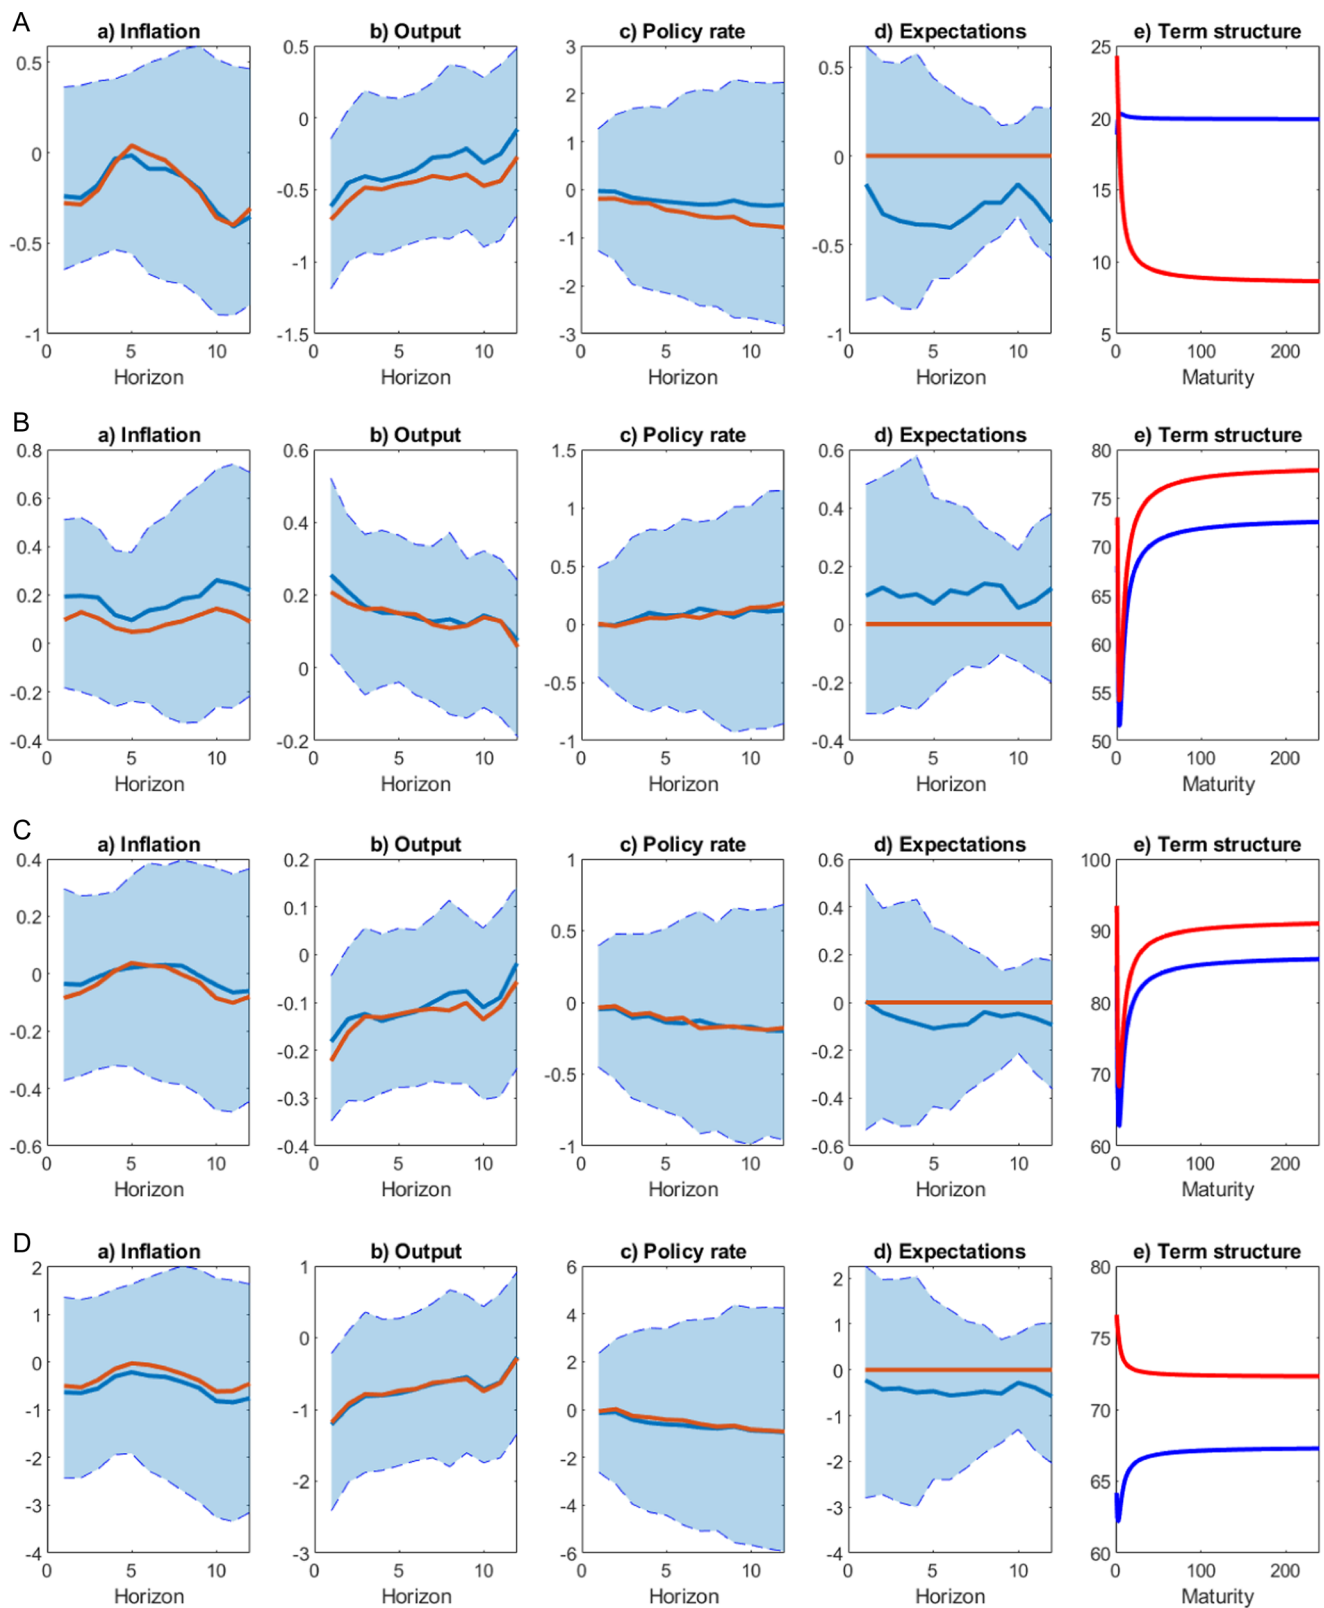 A
a) Inflation b) Output c) Policy rate d) Expectations e) Term structure
0.5 0.5 3 0.5 25
0 0 2 0 20
-0.5 -0.5 1 -0.5 15
-1 -1 0 -1 10
-1.5 -1 5
-2
-3
0 5 10 0 5 10 0 5 10 0 5 10 0 100 200
Horizon Horizon Horizon Horizon Maturity
B
a) Inflation b) Output c) Policy rate d) Expectations e) Term structure
0.8 0.6 1.5 0.6 80
0.6 0.4 1 0.4 75
0.4 0.2 0.5 0.2 70
0.2 0 0 0 65
0 -0.2 -0.5 -0.2 60
-0.2 -1 -0.4 55
-0.4 50
0 5 10 0 5 10 0 5 10 0 5 10 0 100 200
Horizon Horizon Horizon Horizon Maturity
C
a) Inflation b) Output c) Policy rate d) Expectations e) Term structure
0.4 0.2 1 0.6 100
0.2 0.1 0.5 0.4 90
0 0 0 0.2 80
-0.2 -0.1 -0.5 0 70
-0.4 -0.2 -1 -0.2 60
-0.6 -0.3 -0.4
-0.4 -0.6
0 5 10 0 5 10 0 5 10 0 5 10 0 100 200
Horizon Horizon Horizon Horizon Maturity
D
a) Inflation b) Output c) Policy rate d) Expectations e) Term structure
2 1 6 2 80
1 0 4 1 75
0 -1 2 0 70
-1 -2 0 -1 65
-2 -3 -2 -2 60
-3 -4 -3
-4 -6 -4
0 5 10 0 5 10 0 5 10 0 5 10 0 100 200
Horizon Horizon Horizon Horizon Maturity